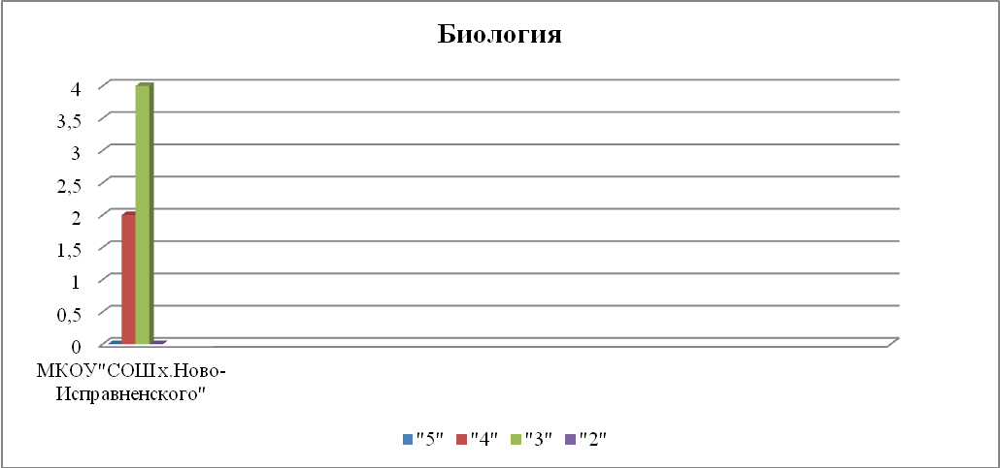 Биология
4
3,5
3
2,5
2
1,5
1
0,5
0
МКОУ"СОШ х.Ново-
Исправненского"
"5" "4" "3" "2"